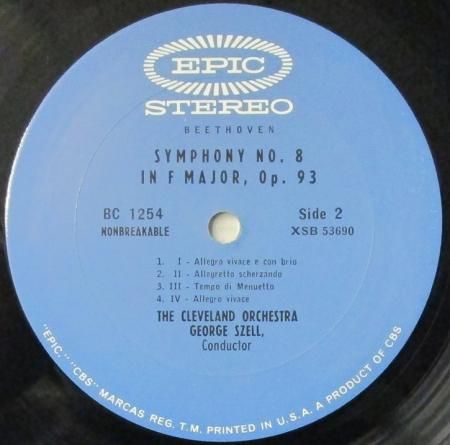 EPIC
STEREO
BEETHOVEN
SYMPHONY NO. 8
IN F MAJOR, Op. 93
BC 1254
NONBREAKABLE
Side 2
XSB 53690
1. I - Allegro vivace e con brio
2. II - Allegretto scherzando
3. III - Tempo di Menuetto
4. IV - Allegro vivace
THE CLEVELAND ORCHESTRA
GEORGE SZELL,
Conductor
"EPIC," "CBS" MARCAS REG. T.M. PRINTED IN U.S.A. A PRODUCT OF CBS